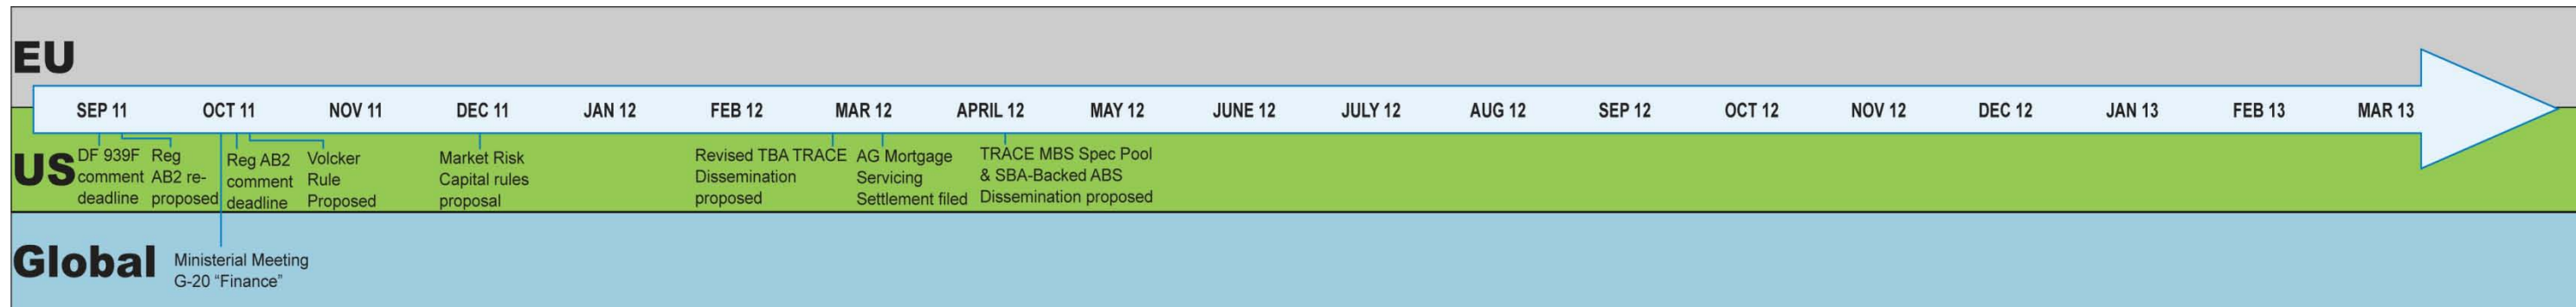 EU
SEP 11 OCT 11 NOV 11 DEC 11 JAN 12 FEB 12 MAR 12 APRIL 12 MAY 12 JUNE 12 JULY 12 AUG 12 SEP 12 OCT 12 NOV 12 DEC 12 JAN 13 FEB 13 MAR 13
US
DF 939F
comment
deadline
Reg
AB2 re-
proposed
Reg AB2
comment
deadline
Volcker
Rule
Proposed
Market Risk
Capital rules
proposal
Revised TBA TRACE
Dissemination
proposed
AG Mortgage
Servicing
Settlement filed
TRACE MBS Spec Pool
& SBA-Backed ABS
Dissemination proposed
Global
Ministerial Meeting
G-20 “Finance”